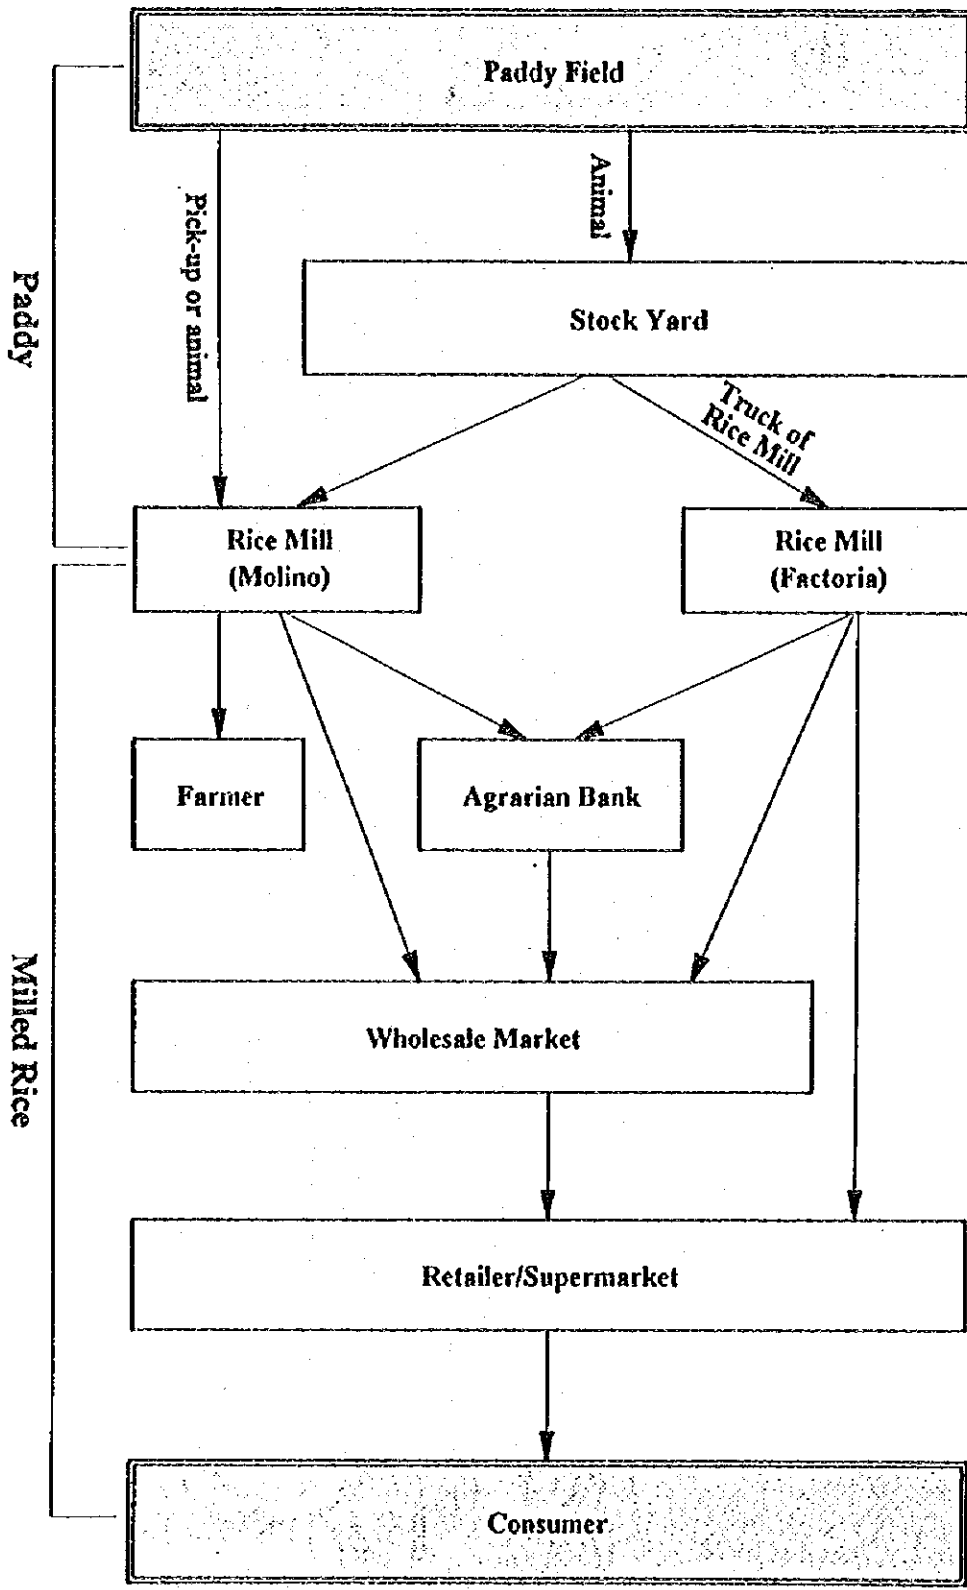 Paddy Field
Animal
Pick-up or animal
Paddy
Stock Yard
Truck of
Rice Mill
Rice Mill
(Molino)
Rice Mill
(Factoria)
Farmer
Agrarian Bank
Milled Rice
Wholesale Market
Retailer/Supermarket
Consumer